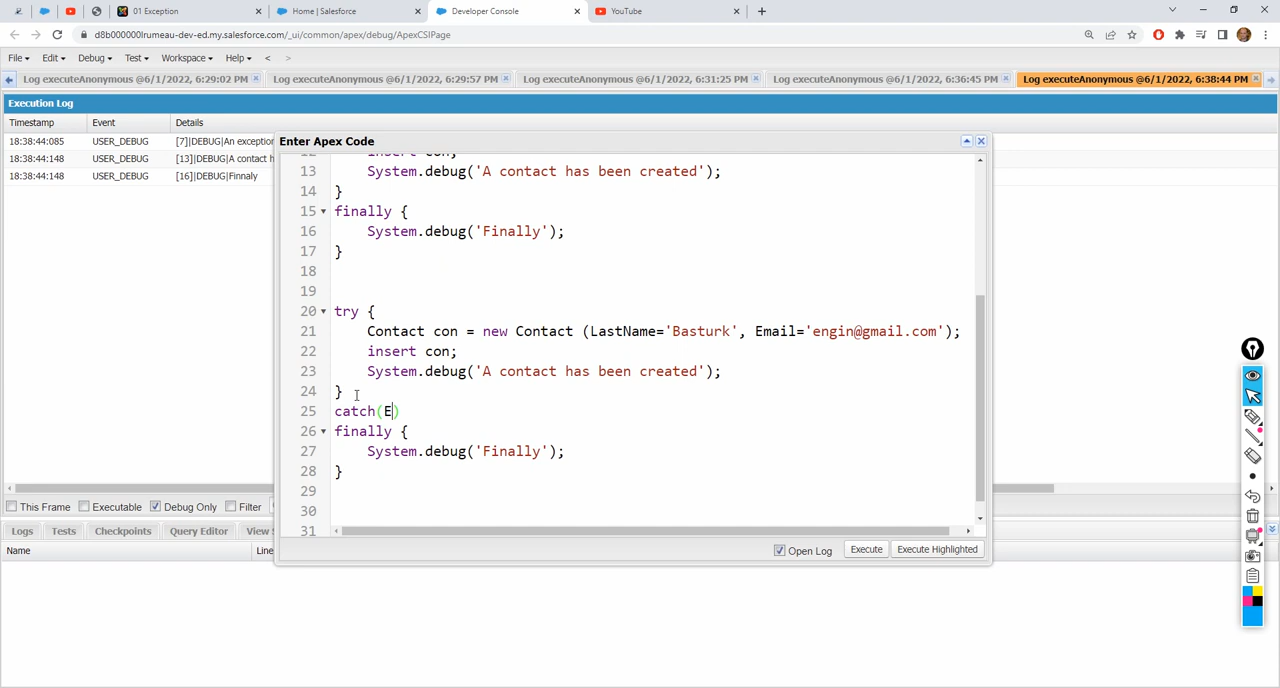 01 Exception
Home | Salesforce
Developer Console
YouTube
d8b000000lrumeau-dev-ed.my.salesforce.com/_ui/common/apex/debug/ApexCSIPage
File Edit Debug Test Workspace Help < >
Log executeAnonymous @6/1/2022, 6:29:02 PM
Log executeAnonymous @6/1/2022, 6:29:57 PM
Log executeAnonymous @6/1/2022, 6:31:25 PM
Log executeAnonymous @6/1/2022, 6:36:45 PM
Log executeAnonymous @6/1/2022, 6:38:44 PM
Execution Log
Timestamp Event Details
18:38:44:085 USER_DEBUG [7]|DEBUG|An exception
18:38:44:148 USER_DEBUG [13]|DEBUG|A contact h
18:38:44:148 USER_DEBUG [16]|DEBUG|Finnaly
Enter Apex Code
12 insert con;
13 System.debug('A contact has been created');
14 }
15 finally {
16 System.debug('Finally');
17 }
18
19
20 try {
21 Contact con = new Contact (LastName='Basturk', Email='engin@gmail.com');
22 insert con;
23 System.debug('A contact has been created');
24 }
25 catch(E)
26 finally {
27 System.debug('Finally');
28 }
29
30
31
Open Log Execute Execute Highlighted
This Frame Executable Debug Only Filter
Logs Tests Checkpoints Query Editor View S
Name Line